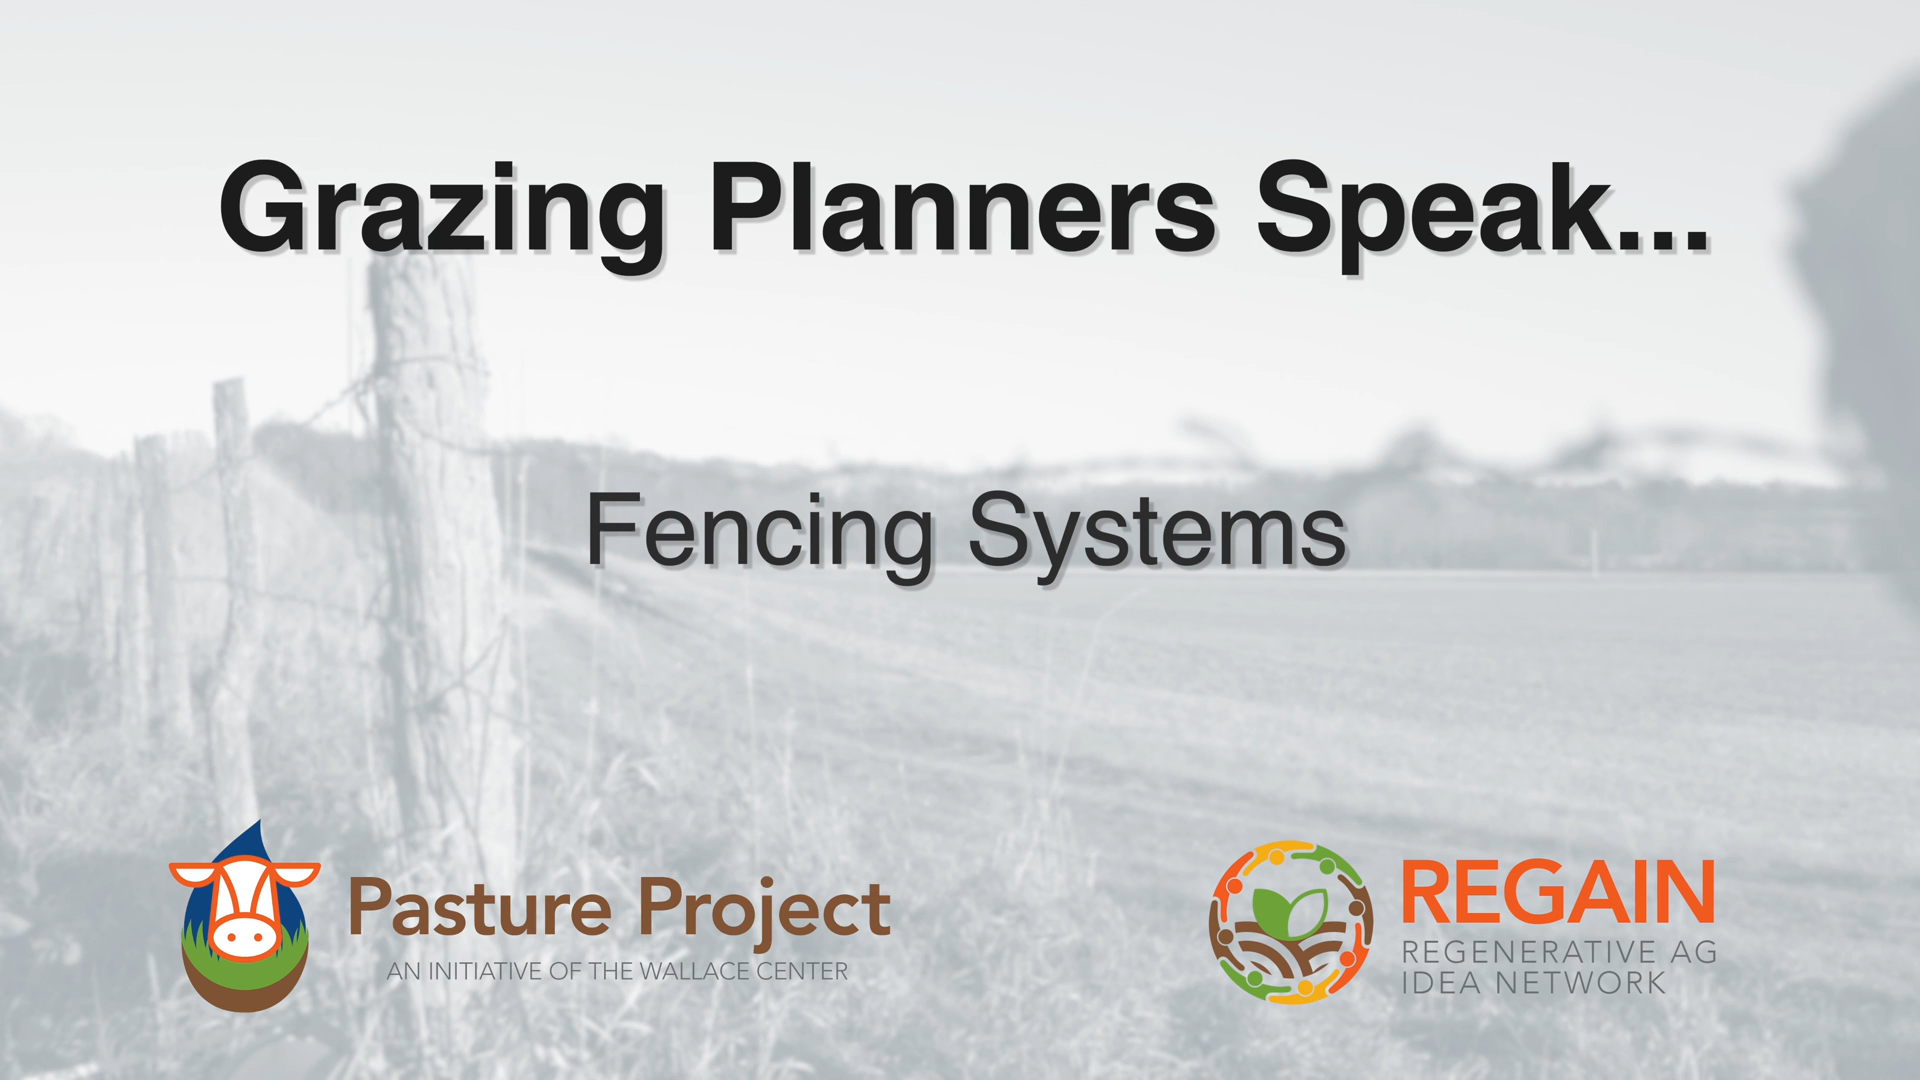 Grazing Planners Speak...
Fencing Systems
Pasture Project
AN INITIATIVE OF THE WALLACE CENTER
REGAIN
REGENERATIVE AG
IDEA NETWORK